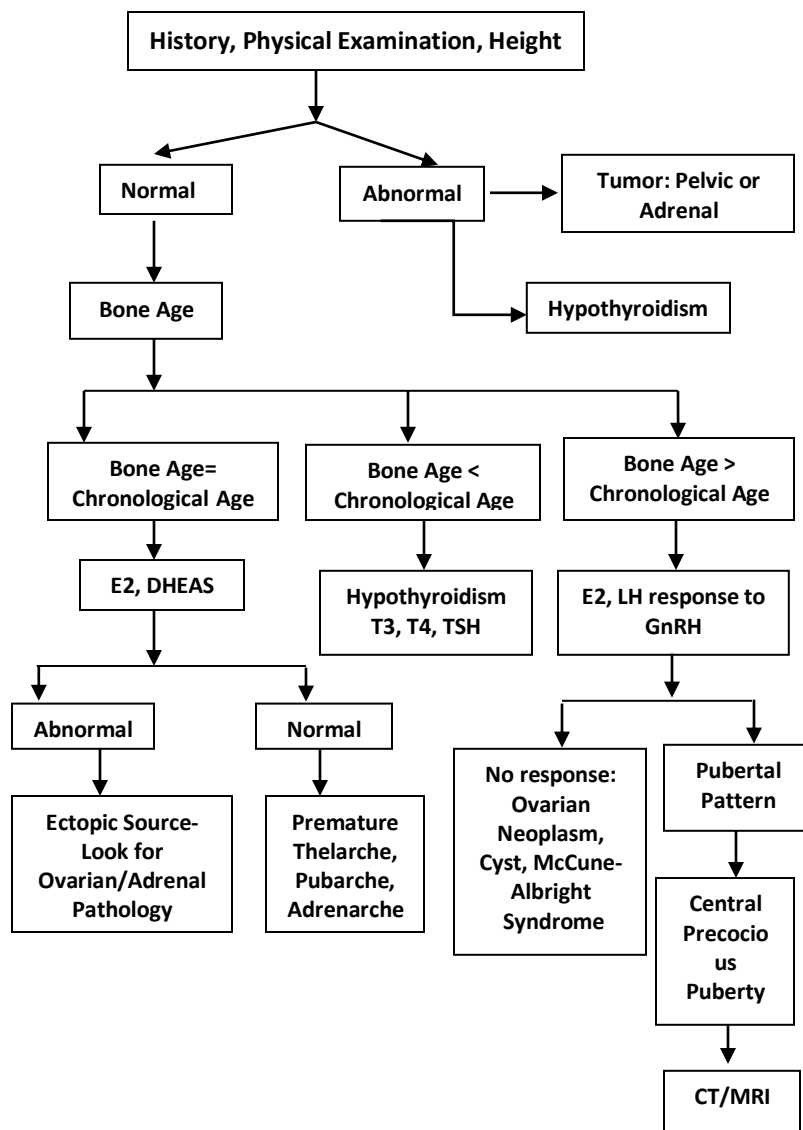 History, Physical Examination, Height
Normal
Abnormal
Tumor: Pelvic or
Adrenal
Bone Age
Hypothyroidism
Bone Age=
Chronological Age
Bone Age <
Chronological Age
Bone Age >
Chronological Age
E2, DHEAS
Hypothyroidism
T3, T4, TSH
E2, LH response to
GnRH
Abnormal
Normal
No response:
Ovarian
Neoplasm,
Cyst, McCune-
Albright
Syndrome
Pubertal
Pattern
Ectopic Source-
Look for
Ovarian/Adrenal
Pathology
Premature
Thelarche,
Pubarche,
Adrenarche
Central
Precocio
us
Puberty
CT/MRI